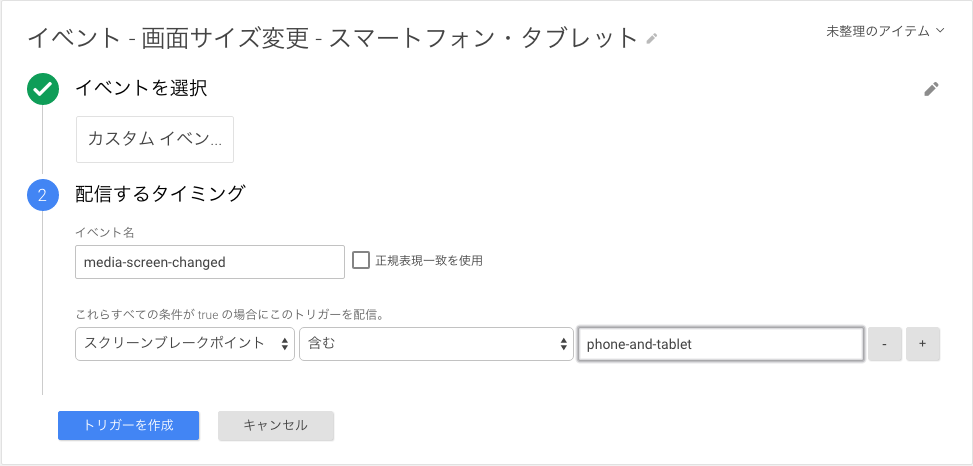 イベント - 画面サイズ変更 - スマートフォン・タブレット
未整理のアイテム
イベントを選択
カスタム イベン...
2 配信するタイミング
イベント名
media-screen-changed 正規表現一致を使用
これらすべての条件が true の場合にこのトリガーを配信。
スクリーンブレークポイント 含む phone-and-tablet - +
トリガーを作成 キャンセル